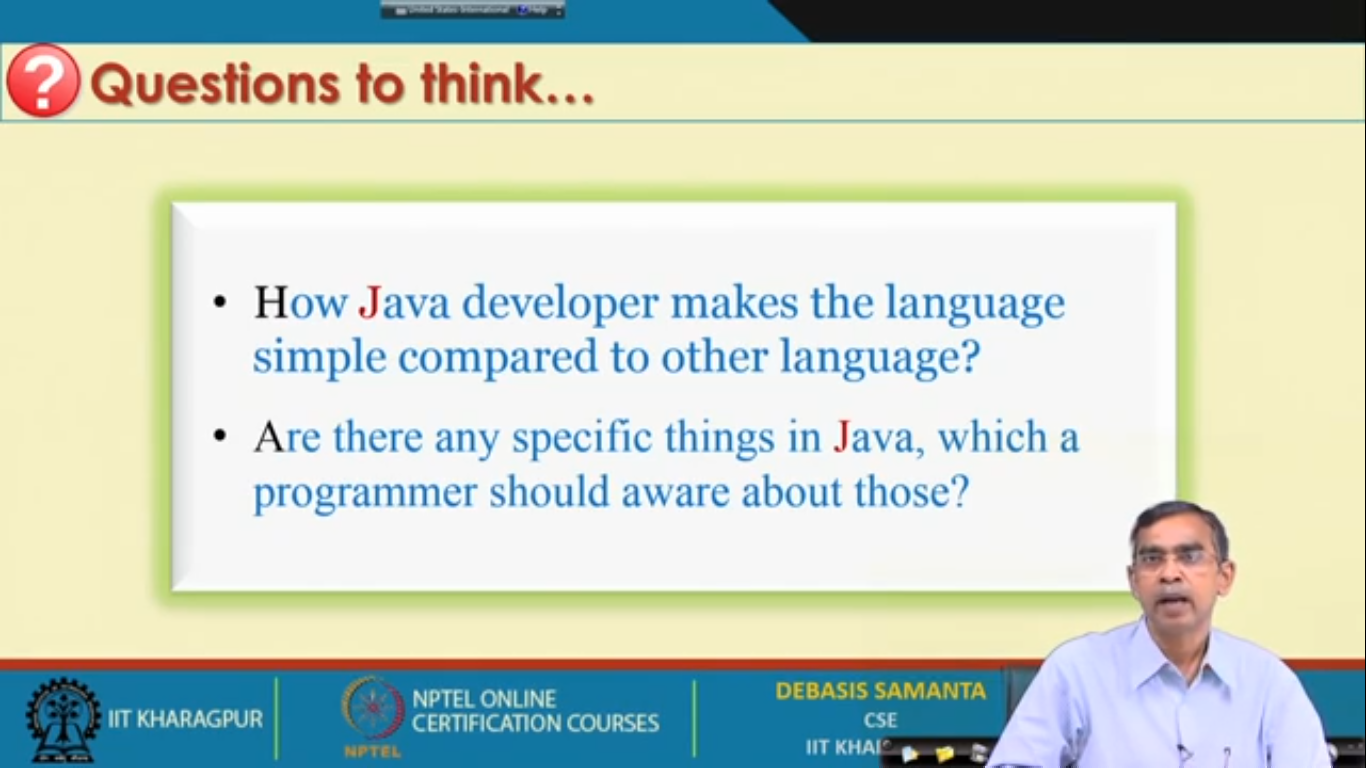 United States-International Help
Questions to think...
• How Java developer makes the language
simple compared to other language?
• Are there any specific things in Java, which a
programmer should aware about those?
IIT KHARAGPUR
NPTEL
NPTEL ONLINE
CERTIFICATION COURSES
DEBASIS SAMANTA
CSE
IIT KHA